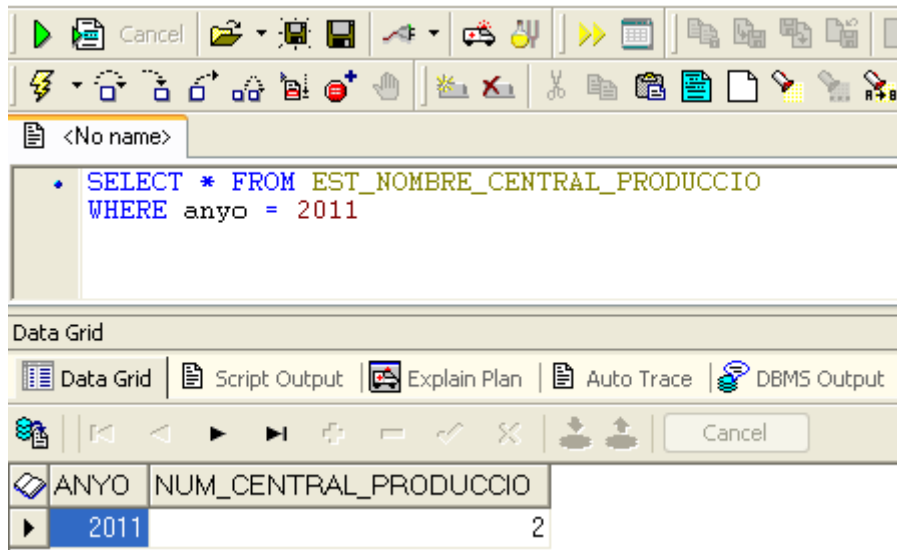 Cancel
<No name>
SELECT * FROM EST_NOMBRE_CENTRAL_PRODUCCIO
WHERE anyo = 2011
Data Grid
Data Grid Script Output Explain Plan Auto Trace DBMS Output
Cancel
ANYO NUM_CENTRAL_PRODUCCIO
2011 2